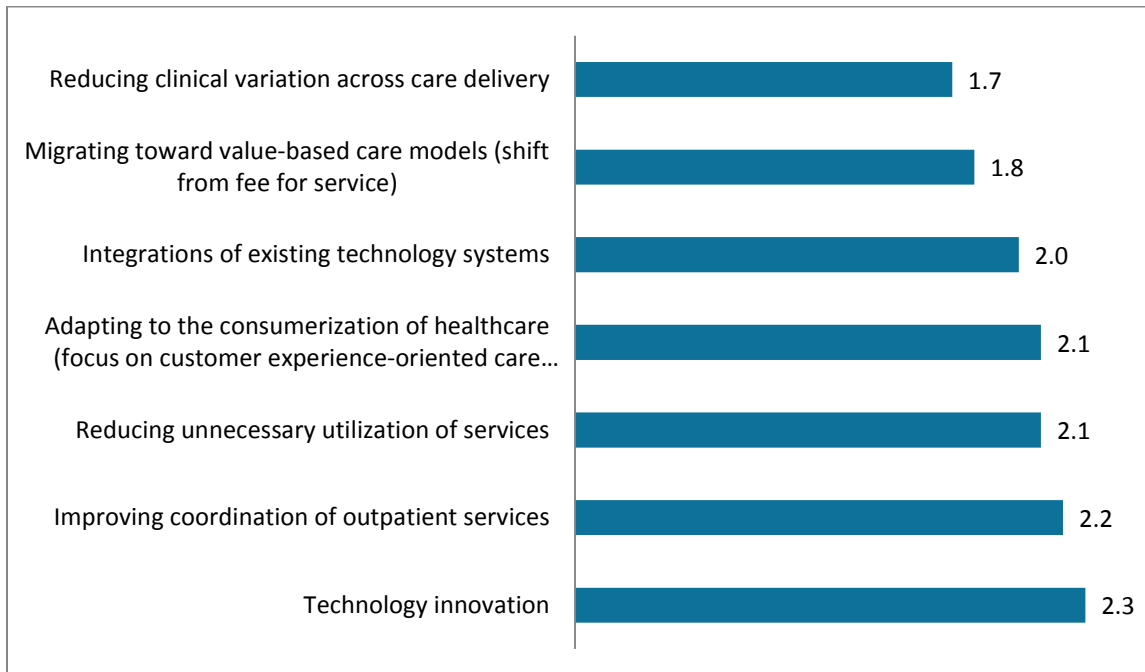 Reducing clinical variation across care delivery
1.7
Migrating toward value-based care models (shift
from fee for service)
1.8
Integrations of existing technology systems
2.0
Adapting to the consumerization of healthcare
(focus on customer experience-oriented care...
2.1
Reducing unnecessary utilization of services
2.1
Improving coordination of outpatient services
2.2
Technology innovation
2.3